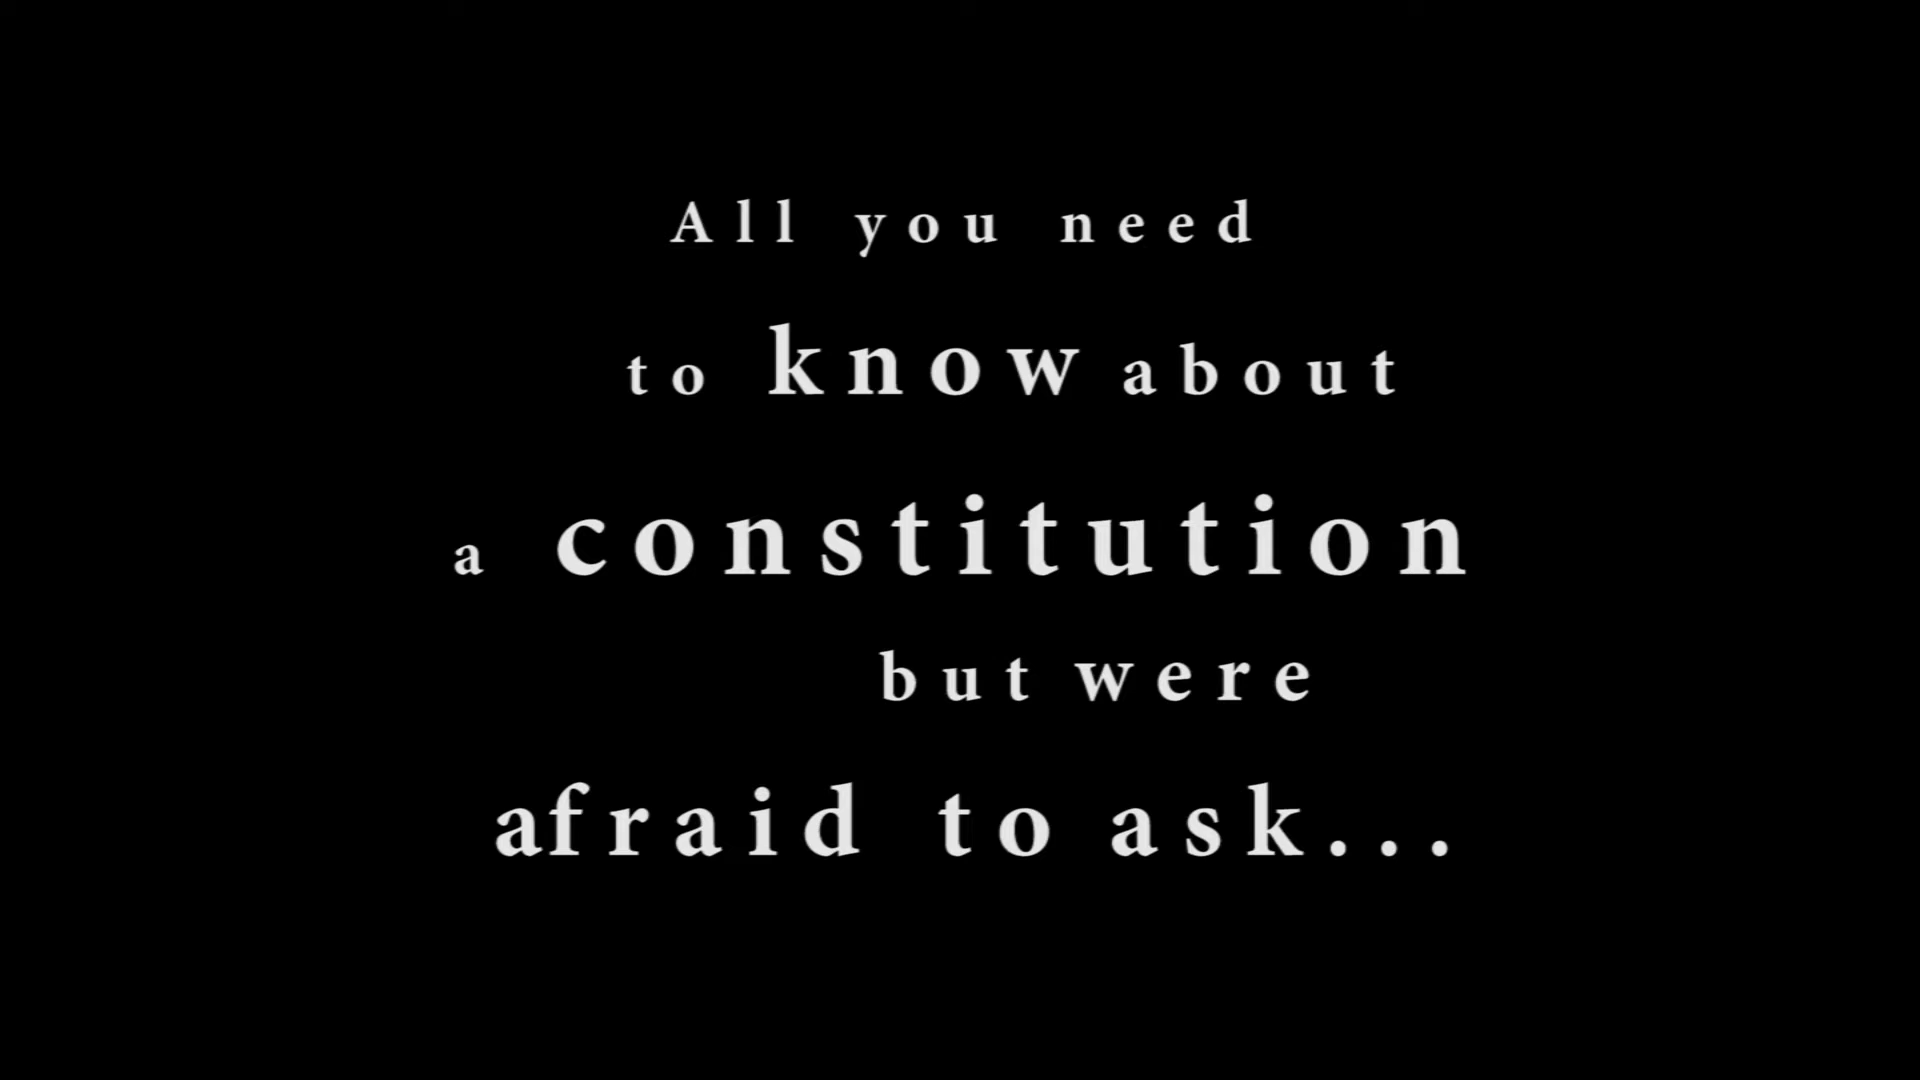 All you need
to know about
a constitution
but were
afraid to ask...